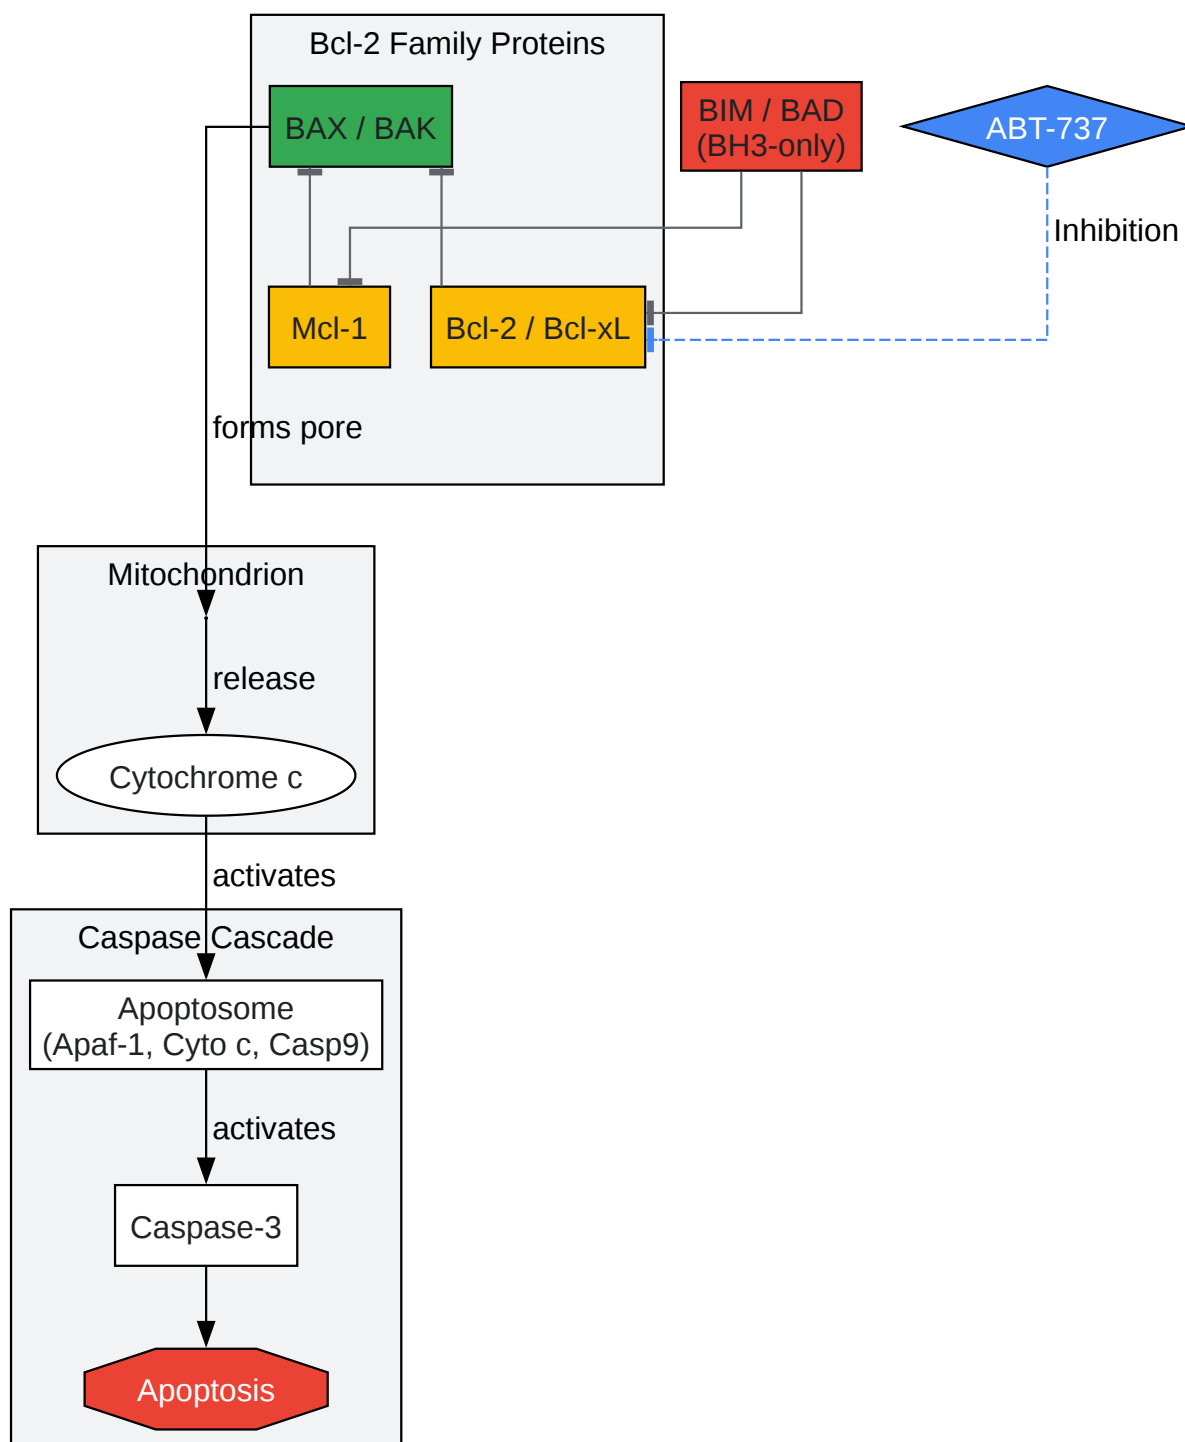 Bcl-2 Family Proteins
BAX / BAK
BIM / BAD
(BH3-only)
ABT-737
Inhibition
Mcl-1
Bcl-2 / Bcl-xL
forms pore
Mitochondrion
release
Cytochrome c
activates
Caspase Cascade
Apoptosome
(Apaf-1, Cyto c, Casp9)
activates
Caspase-3
Apoptosis